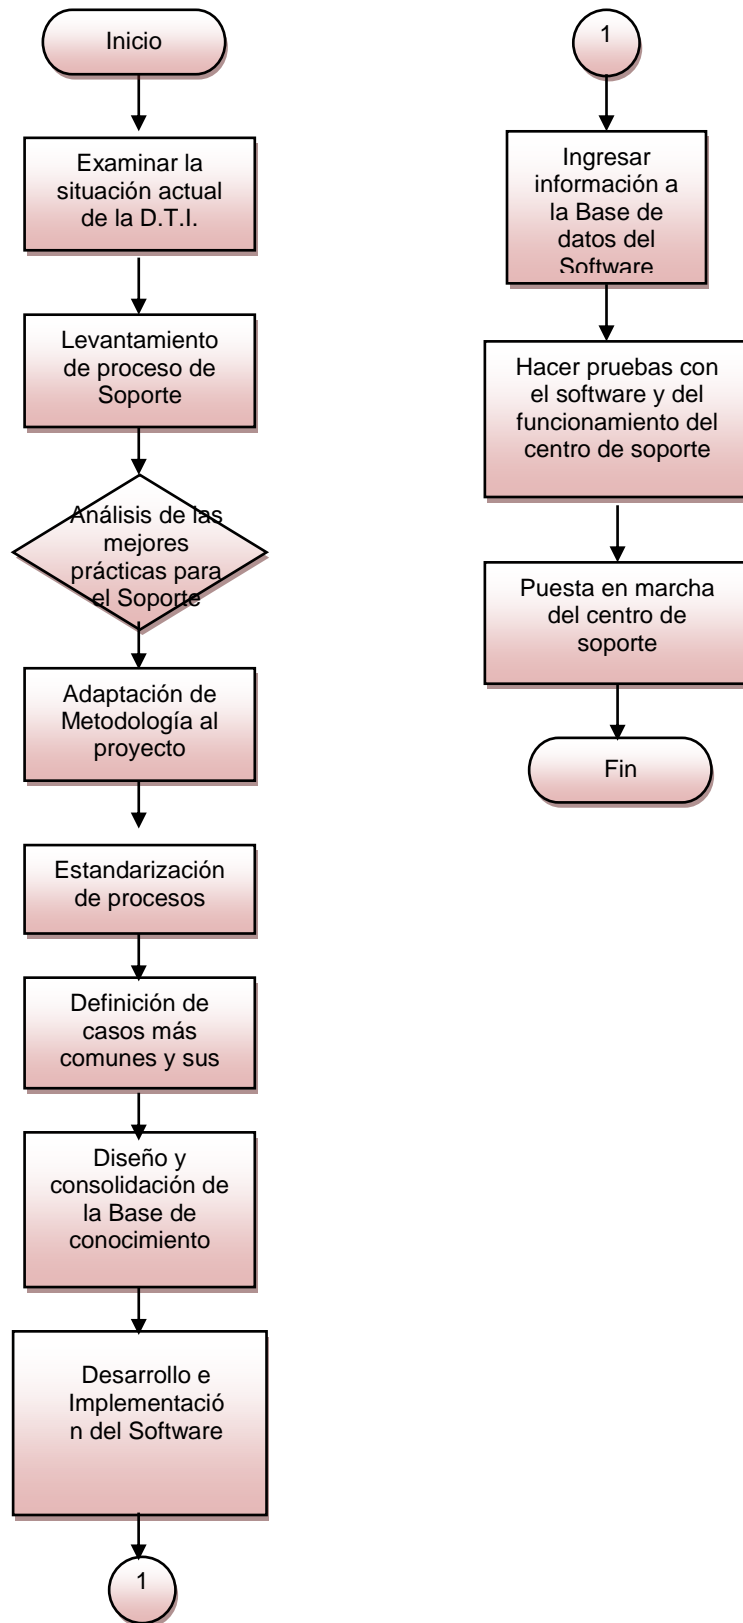 Inicio
Examinar la
situación actual
de la D.T.I.
Levantamiento
de proceso de
Soporte
Análisis de las
mejores
prácticas para
el Soporte
Adaptación de
Metodología al
proyecto
Estandarización
de procesos
Definición de
casos más
comunes y sus
Diseño y
consolidación de
la Base de
conocimiento
Desarrollo e
Implementació
n del Software
1
1
Ingresar
información a
la Base de
datos del
Software
Hacer pruebas con
el software y del
funcionamiento del
centro de soporte
Puesta en marcha
del centro de
soporte
Fin